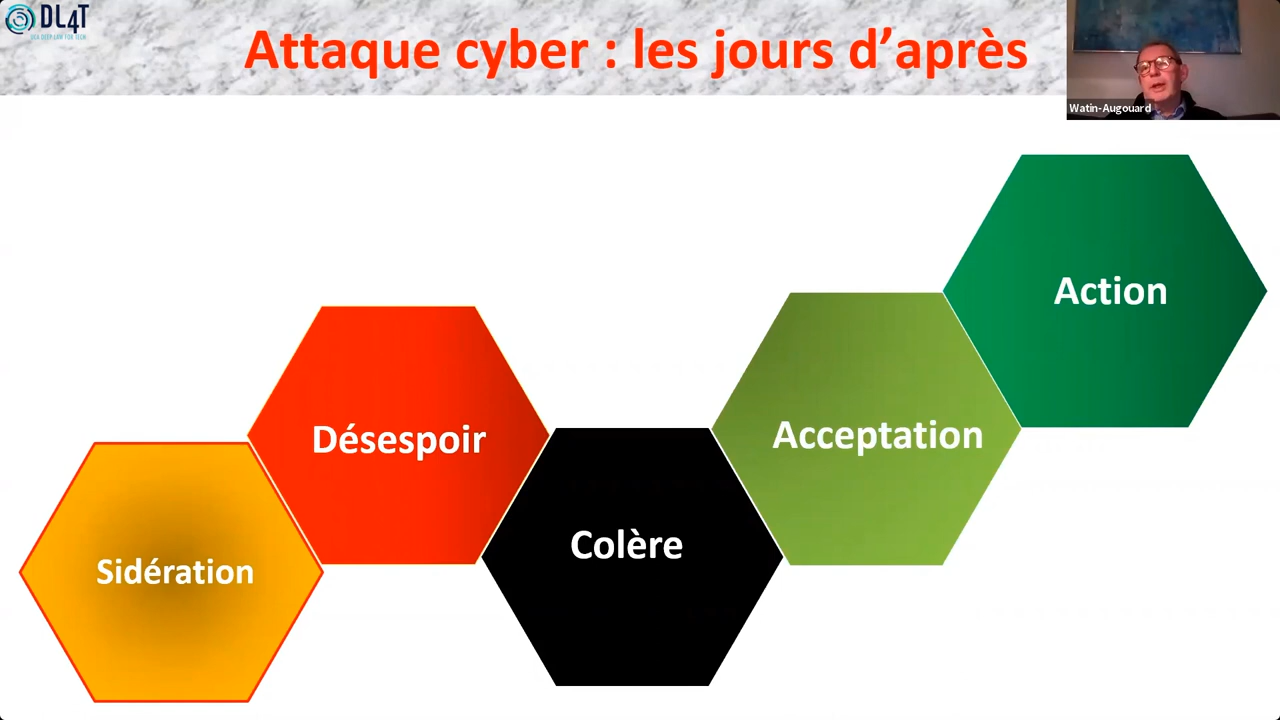 DL4T
Attaque cyber : les jours d’après
Watin-Augouard
Action
Acceptation
Désespoir
Colère
Sidération